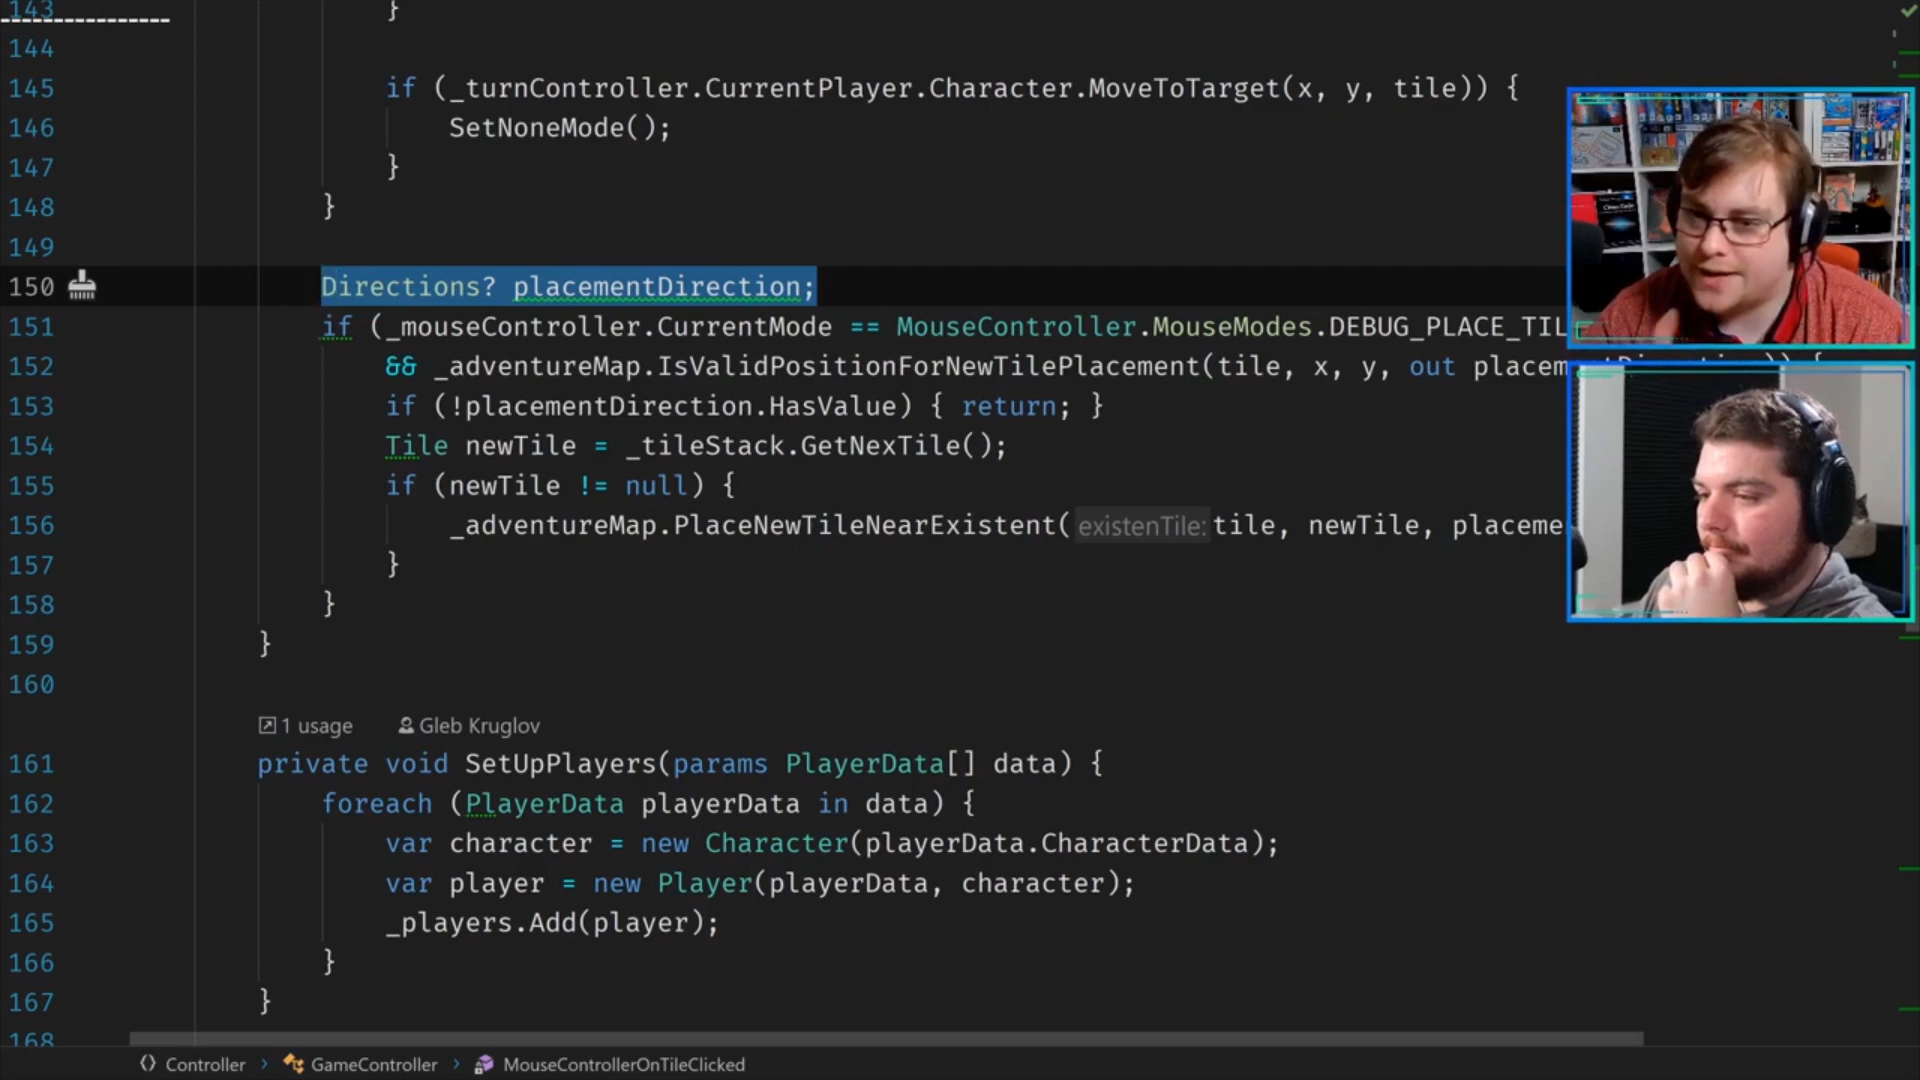 143 }
144
145 if (_turnController.CurrentPlayer.Character.MoveToTarget(x, y, tile)) {
146 SetNoneMode();
147 }
148 }
149
150 Directions? placementDirection;
151 if (_mouseController.CurrentMode == MouseController.MouseModes.DEBUG_PLACE_TIL
152 && _adventureMap.IsValidPositionForNewTilePlacement(tile, x, y, out placem
153 if (!placementDirection.HasValue) { return; }
154 Tile newTile = _tileStack.GetNexTile();
155 if (newTile != null) {
156 _adventureMap.PlaceNewTileNearExistent(existenTile: tile, newTile, placeme
157 }
158 }
159 }
160
1 usage Gleb Kruglov
161 private void SetUpPlayers(params PlayerData[] data) {
162 foreach (PlayerData playerData in data) {
163 var character = new Character(playerData.CharacterData);
164 var player = new Player(playerData, character);
165 _players.Add(player);
166 }
167 }
168
Controller > GameController > MouseControllerOnTileClicked